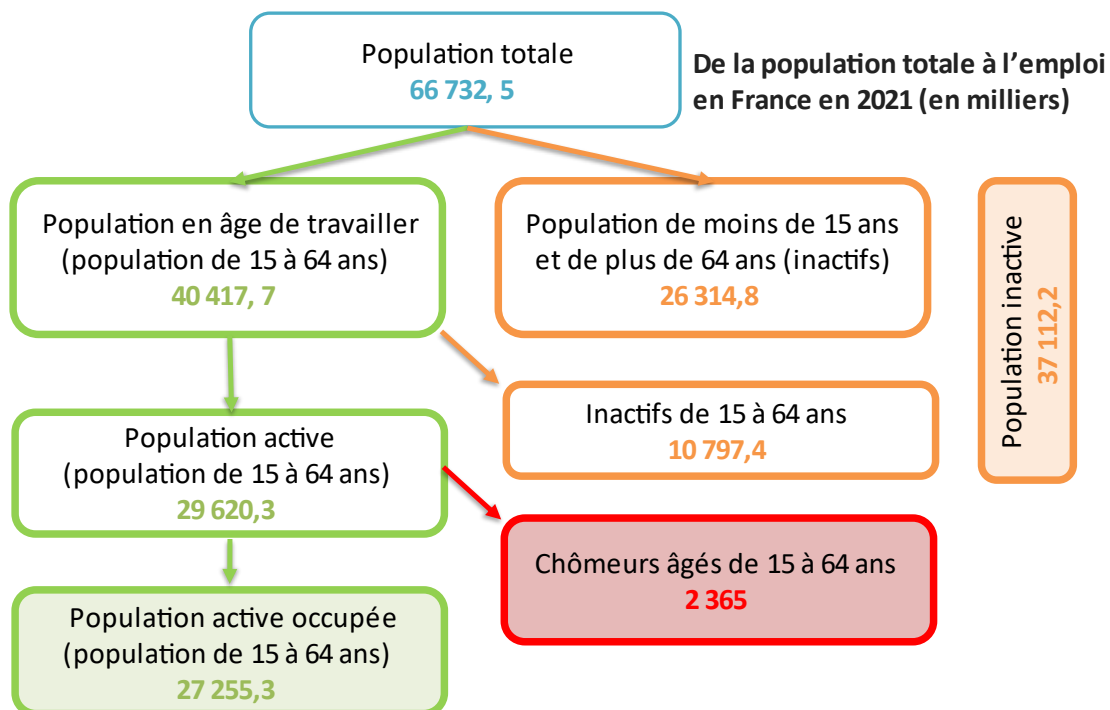 Population totale
66 732, 5
De la population totale à l’emploi
en France en 2021 (en milliers)
Population en âge de travailler
(population de 15 à 64 ans)
40 417, 7
Population de moins de 15 ans
et de plus de 64 ans (inactifs)
26 314,8
Population inactive
37 112,2
Inactifs de 15 à 64 ans
10 797,4
Population active
(population de 15 à 64 ans)
29 620,3
Chômeurs âgés de 15 à 64 ans
2 365
Population active occupée
(population de 15 à 64 ans)
27 255,3